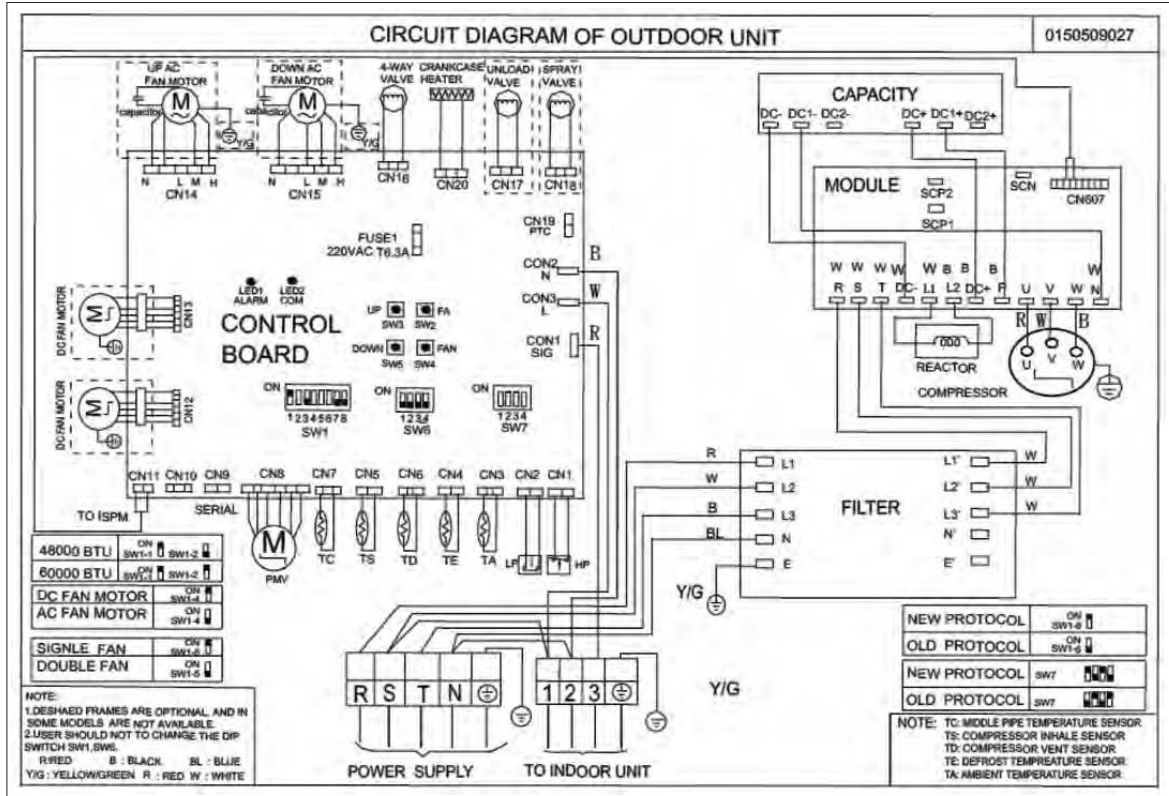 CIRCUIT DIAGRAM OF OUTDOOR UNIT
0150509027
UP AC
FAN MOTOR
DOWN AC
FAN MOTOR
4-WAY
VALVE
CRANKCASE
HEATER
UNLOAD
VALVE
SPRAY
VALVE
capacitor
M
capacitor
M
Y/G
N L M H
CN14
N L M H
CN15
CN16
CN20
CN17
CN18
CAPACITY
DC- DC1- DC2- DC+ DC1+ DC2+
MODULE
SCP2
SCP1
SCN
CN607
W W W W W B B B W
R S T DC- L1 L2 DC+ P U V W N
R W B
REACTOR
U V W
COMPRESSOR
CN19
PTC
FUSE1
220VAC T6.3A
CON2
N
B
CON3
L
W
CON1
SIG
R
LED1
ALARM
LED2
COM
UP
SW3
FA
SW2
DOWN
SW5
FAN
SW4
CONTROL
BOARD
DC FAN MOTOR
M
CN13
DC FAN MOTOR
M
CN12
ON
12345678
SW1
ON
1234
SW6
ON
1234
SW7
CN11 CN10 CN9 CN8 CN7 CN5 CN6 CN4 CN3 CN2 CN1
TO ISPM
SERIAL
M
PMV
TC TS TD TE TA LP HP
R L1
W L2
B L3
BL N
E
Y/G
FILTER
L1' W
L2' W
L3' W
N'
E'
48000 BTU ON SW1-1 SW1-2
60000 BTU ON SW1-1 SW1-2
DC FAN MOTOR ON SW1-4
AC FAN MOTOR ON SW1-4
SIGNLE FAN ON SW1-5
DOUBLE FAN ON SW1-5
NOTE:
1.DESHAED FRAMES ARE OPTIONAL AND IN
SOME MODELS ARE NOT AVAILABLE.
2.USER SHOULD NOT TO CHANGE THE DIP
SWITCH SW1,SW6.
R:RED B : BLACK BL : BLUE
Y/G : YELLOW/GREEN R : RED W : WHITE
R S T N
POWER SUPPLY
1 2 3
TO INDOOR UNIT
Y/G
NEW PROTOCOL ON
OLD PROTOCOL ON
NEW PROTOCOL SW7
OLD PROTOCOL SW7
NOTE: TC: MIDDLE PIPE TEMPERATURE SENSOR
TS: COMPRESSOR INHALE SENSOR
TD: COMPRESSOR VENT SENSOR
TE: DEFROST TEMPREATURE SENSOR
TA: AMBIENT TEMPERATURE SENSOR